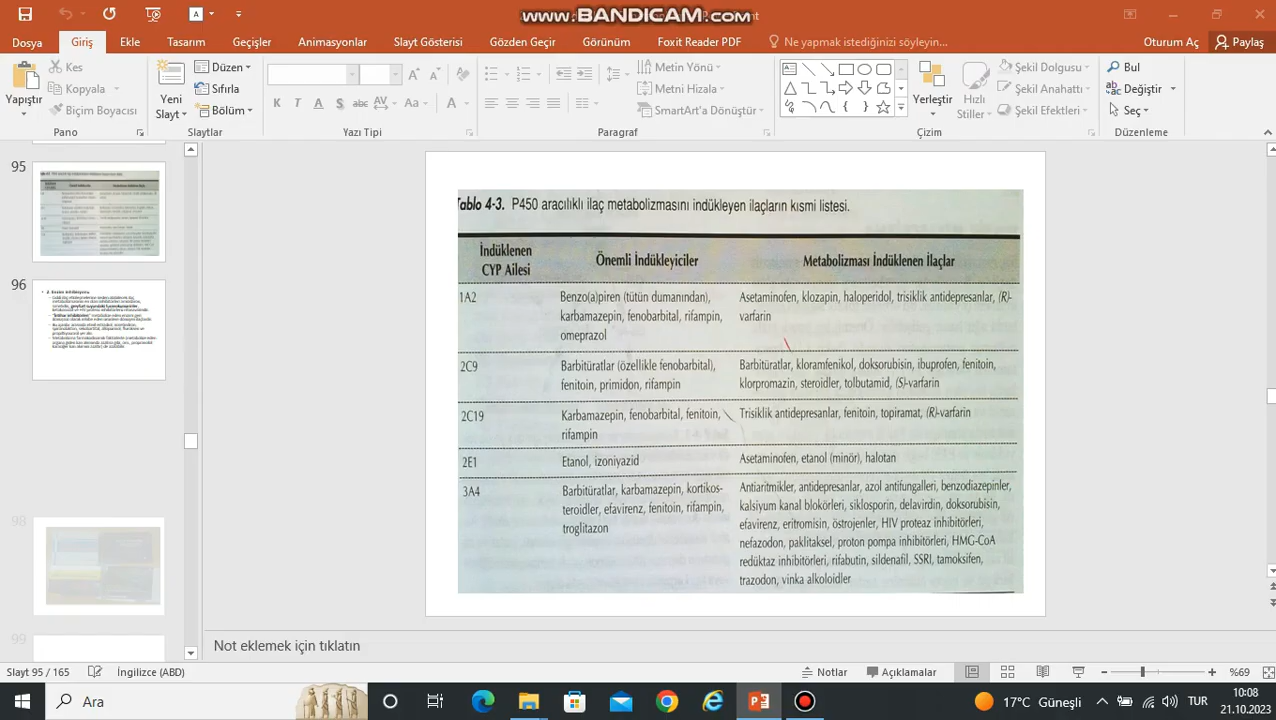 www.BANDICAM.com
Dosya Giriş Ekle Tasarım Geçişler Animasyonlar Slayt Gösterisi Gözden Geçir Görünüm Foxit Reader PDF Ne yapmak istediğinizi söyleyin... Oturum Aç Paylaş
Yapıştır
Kes
Kopyala
Biçim Boyacısı
Pano
Yeni
Slayt
Düzen
Sıfırla
Bölüm
Slaytlar
K T A S abc AV Aa A
Yazı Tipi
Metin Yönü
Metni Hizala
SmartArt'a Dönüştür
Paragraf
Yerleştir
Hızlı
Stiller
Şekil Dolgusu
Şekil Anahattı
Şekil Efektleri
Çizim
Bul
Değiştir
Seç
Düzenleme
95
96
98
99
Tablo 4-3. P450 aracılıklı ilaç metabolizmasını indükleyen ilaçların kısmi listesi.
İndüklenen
CYP Ailesi
Önemli İndükleyiciler
Metabolizması İndüklenen İlaçlar
1A2
Benzo(a)piren (tütün dumanından),
karbamazepin, fenobarbital, rifampin,
omeprazol
Asetaminofen, klozapin, haloperidol, trisiklik antidepresanlar, (R)-
varfarin
2C9
Barbitüratlar (özellikle fenobarbital),
fenitoin, primidon, rifampin
Barbitüratlar, kloramfenikol, doksorubisin, ibuprofen, fenitoin,
klorpromazin, steroidler, tolbutamid, (S)-varfarin
2C19
Karbamazepin, fenobarbital, fenitoin,
rifampin
Trisiklik antidepresanlar, fenitoin, topiramat, (R)-varfarin
2E1
Etanol, izoniyazid
Asetaminofen, etanol (minör), halotan
3A4
Barbitüratlar, karbamazepin, kortikos-
teroidler, efavirenz, fenitoin, rifampin,
troglitazon
Antiaritmikler, antidepresanlar, azol antifungalleri, benzodiazepinler,
kalsiyum kanal blokörleri, siklosporin, delavirdin, doksorubisin,
efavirenz, eritromisin, östrojenler, HIV proteaz inhibitörleri,
nefazodon, paklitaksel, proton pompa inhibitörleri, HMG-CoA
redüktaz inhibitörleri, rifabutin, sildenafil, SSRI, tamoksifen,
trazodon, vinka alkoloidler
Not eklemek için tıklatın
Slayt 95 / 165 İngilizce (ABD) Notlar Açıklamalar %69
Ara 17°C Güneşli TUR 10:08
21.10.2023